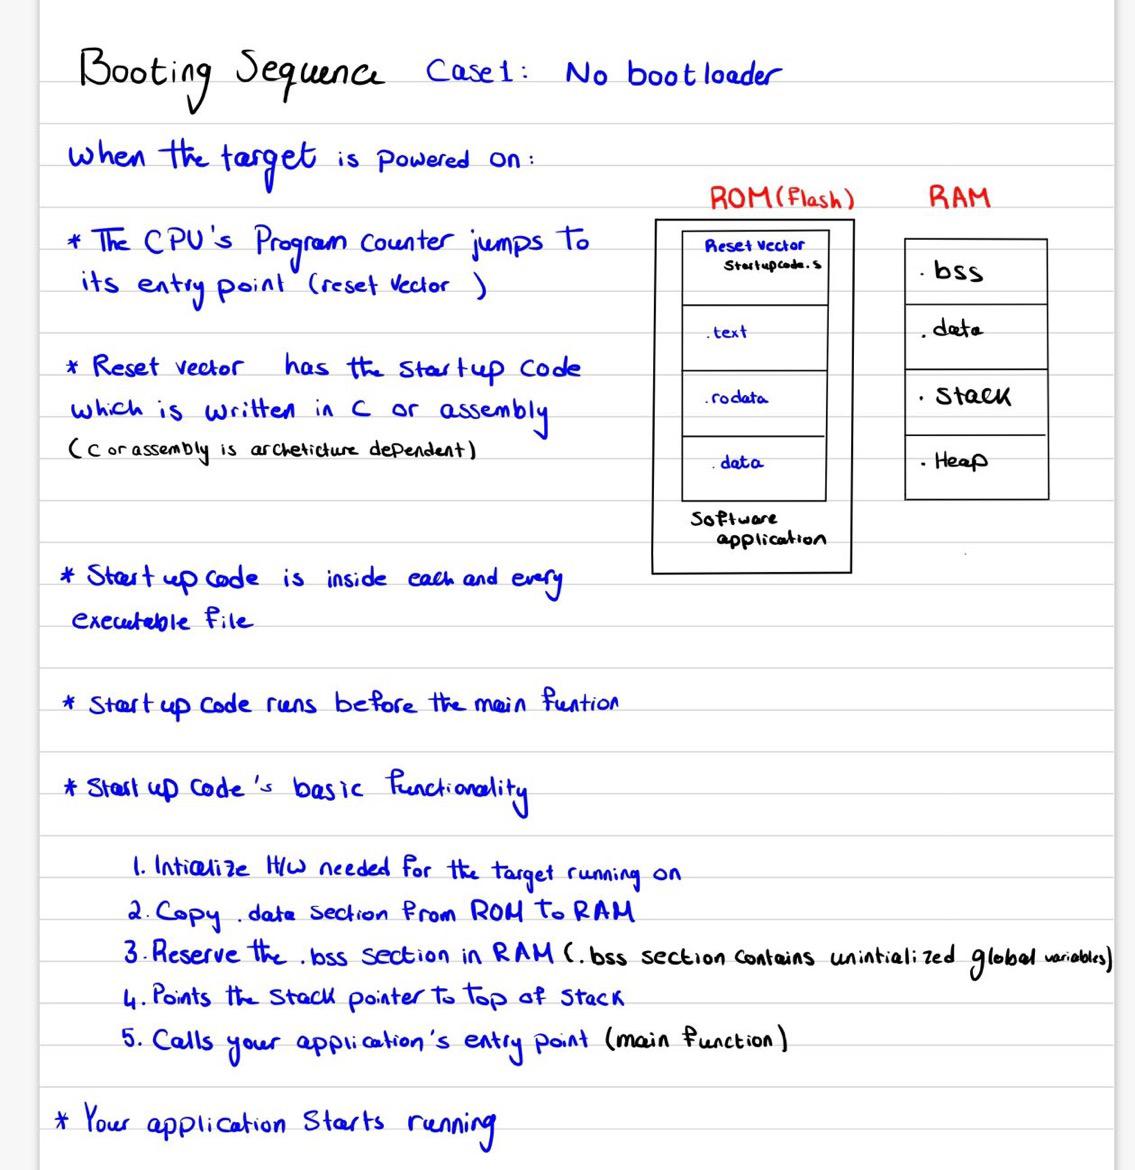 Booting Sequence Case1: No bootloader
When the target is powered on:
* The CPU's Program Counter jumps to
its entry point (reset vector )
* Reset vector has the startup code
which is written in C or assembly
(C or assembly is archeticture dependent)
* Start up code is inside each and every
executable file
* Start up code runs before the main funtion
* Start up code's basic functionality
1. Intialize H/W needed for the target running on
2. Copy .data section from ROM to RAM
3. Reserve the .bss section in RAM (.bss section contains unintialized global variables)
4. Points the stack pointer to top of stack
5. Calls your application's entry point (main function)
* Your application starts running
ROM(flash)
Reset vector
Startupcode.s
.text
.rodata
.data
Software
application
RAM
.bss
.data
.Stack
.Heap